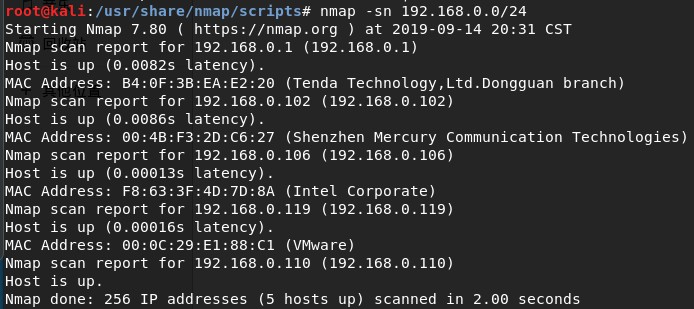 root@kali:/usr/share/nmap/scripts# nmap -sn 192.168.0.0/24
Starting Nmap 7.80 ( https://nmap.org ) at 2019-09-14 20:31 CST
Nmap scan report for 192.168.0.1 (192.168.0.1)
Host is up (0.0082s latency).
MAC Address: B4:0F:3B:EA:E2:20 (Tenda Technology,Ltd.Dongguan branch)
Nmap scan report for 192.168.0.102 (192.168.0.102)
Host is up (0.0086s latency).
MAC Address: 00:4B:F3:2D:C6:27 (Shenzhen Mercury Communication Technologies)
Nmap scan report for 192.168.0.106 (192.168.0.106)
Host is up (0.00013s latency).
MAC Address: F8:63:3F:4D:7D:8A (Intel Corporate)
Nmap scan report for 192.168.0.119 (192.168.0.119)
Host is up (0.00016s latency).
MAC Address: 00:0C:29:E1:88:C1 (VMware)
Nmap scan report for 192.168.0.110 (192.168.0.110)
Host is up.
Nmap done: 256 IP addresses (5 hosts up) scanned in 2.00 seconds